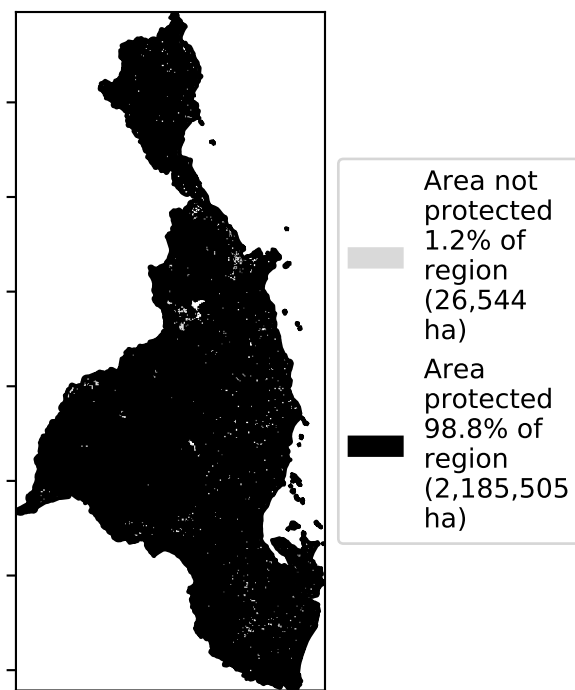 Area not
protected
1.2% of
region
(26,544
ha)
Area
protected
98.8% of
region
(2,185,505
ha)